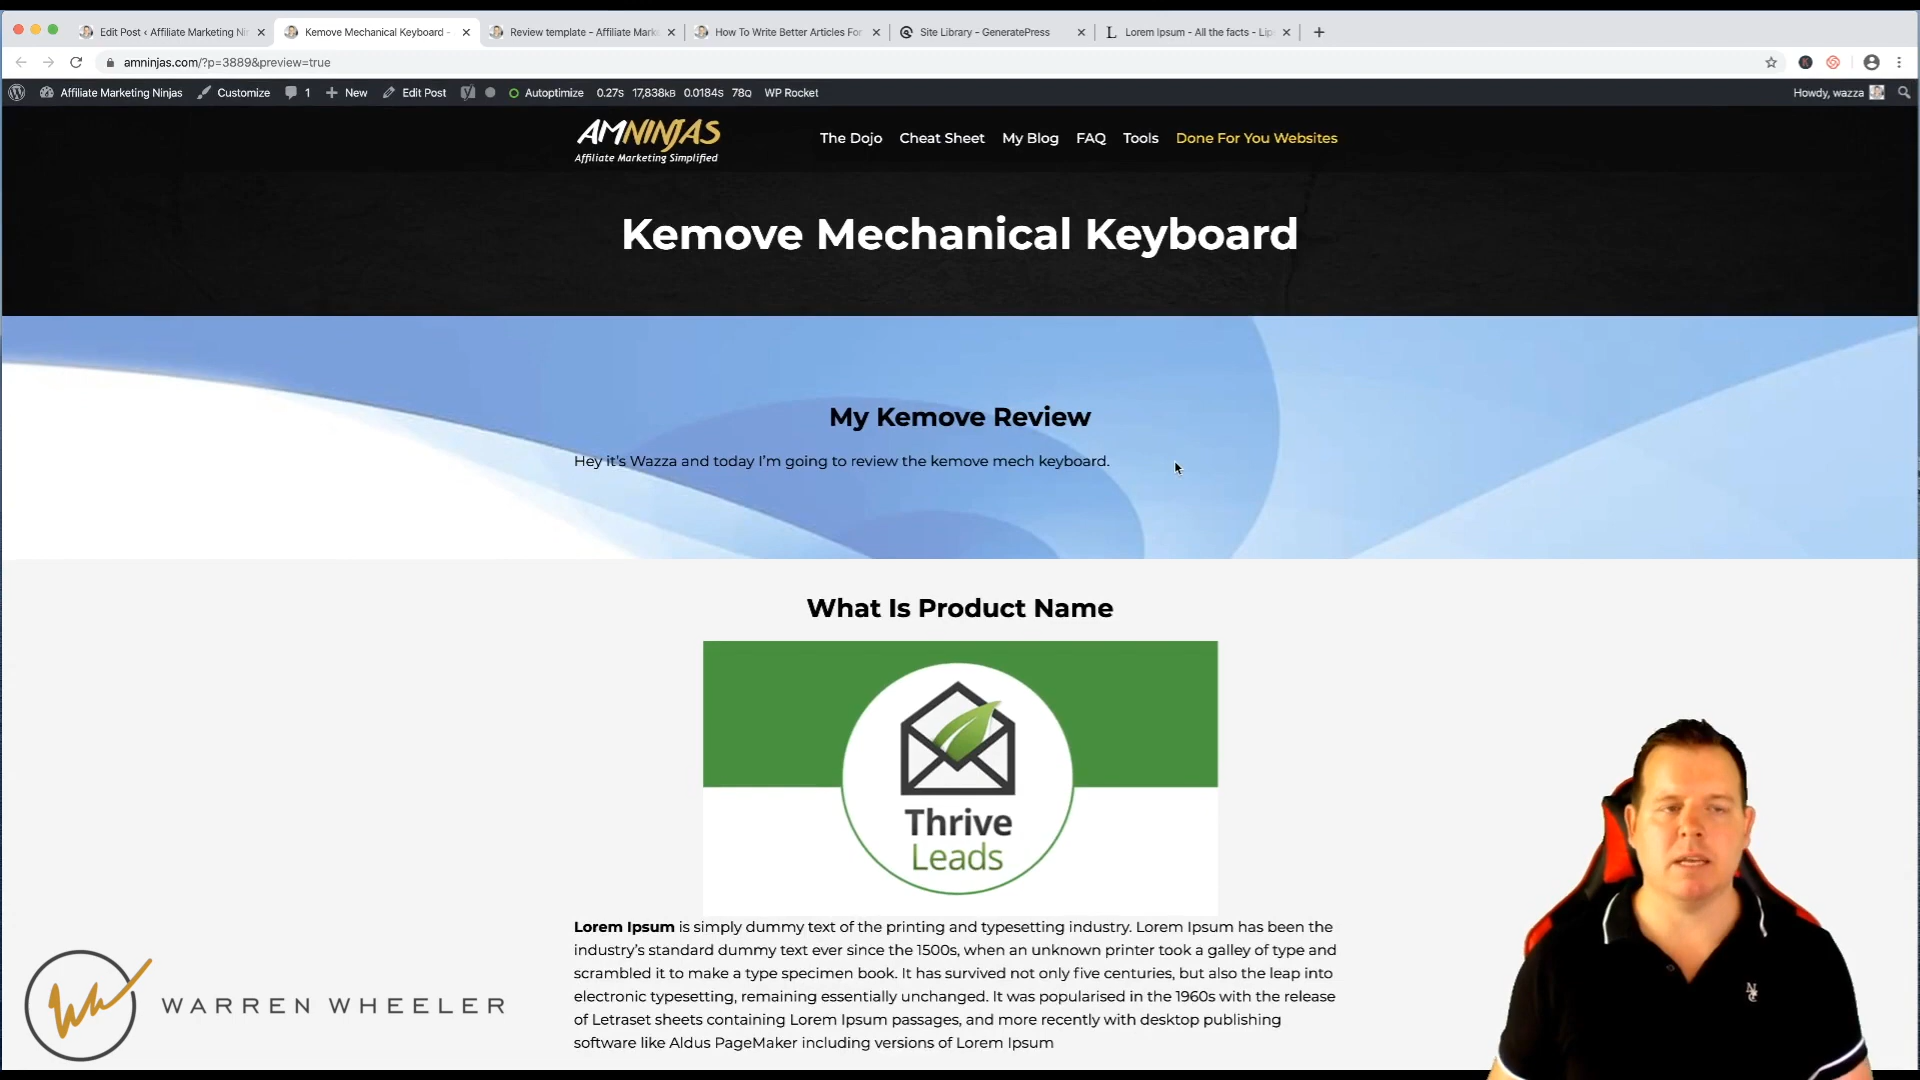 Edit Post ‹ Affiliate Marketing Nin
Kemove Mechanical Keyboard -
Review template - Affiliate Mark
How To Write Better Articles For
Site Library - GeneratePress
Lorem Ipsum - All the facts - Lip
amninjas.com/?p=3889&preview=true
Affiliate Marketing Ninjas Customize 1 New Edit Post Autoptimize 0.27s 17,838kB 0.0184s 78Q WP Rocket
Howdy, wazza
AMNINJAS
Affiliate Marketing Simplified
The Dojo Cheat Sheet My Blog FAQ Tools Done For You Websites
Kemove Mechanical Keyboard
My Kemove Review
Hey it's Wazza and today I'm going to review the kemove mech keyboard.
What Is Product Name
Thrive
Leads
Lorem Ipsum is simply dummy text of the printing and typesetting industry. Lorem Ipsum has been the
industry's standard dummy text ever since the 1500s, when an unknown printer took a galley of type and
scrambled it to make a type specimen book. It has survived not only five centuries, but also the leap into
electronic typesetting, remaining essentially unchanged. It was popularised in the 1960s with the release
of Letraset sheets containing Lorem Ipsum passages, and more recently with desktop publishing
software like Aldus PageMaker including versions of Lorem Ipsum
WARREN WHEELER